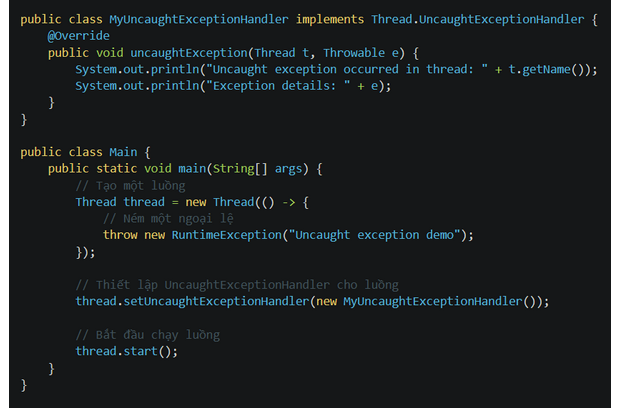 public class MyUncaughtExceptionHandler implements Thread.UncaughtExceptionHandler {
    @Override
    public void uncaughtException(Thread t, Throwable e) {
        System.out.println("Uncaught exception occurred in thread: " + t.getName());
        System.out.println("Exception details: " + e);
    }
}

public class Main {
    public static void main(String[] args) {
        // Tạo một luồng
        Thread thread = new Thread(() -> {
            // Ném một ngoại lệ
            throw new RuntimeException("Uncaught exception demo");
        });

        // Thiết lập UncaughtExceptionHandler cho luồng
        thread.setUncaughtExceptionHandler(new MyUncaughtExceptionHandler());

        // Bắt đầu chạy luồng
        thread.start();
    }
}